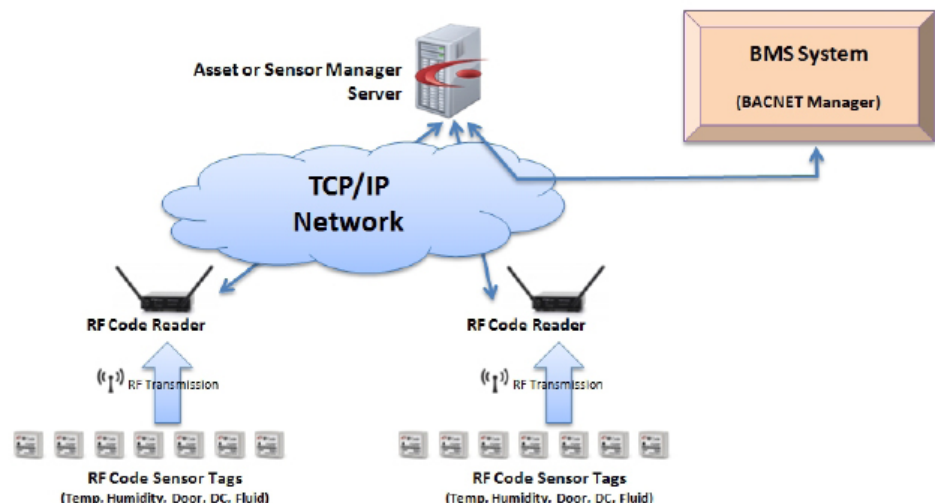 Asset or Sensor Manager
Server
BMS System
(BACNET Manager)
TCP/IP
Network
RF Code Reader
RF Code Reader
RF Transmission
RF Transmission
RF Code Sensor Tags
(Temp, Humidity, Door, DC, Fluid)
RF Code Sensor Tags
(Temp, Humidity, Door, DC, Fluid)